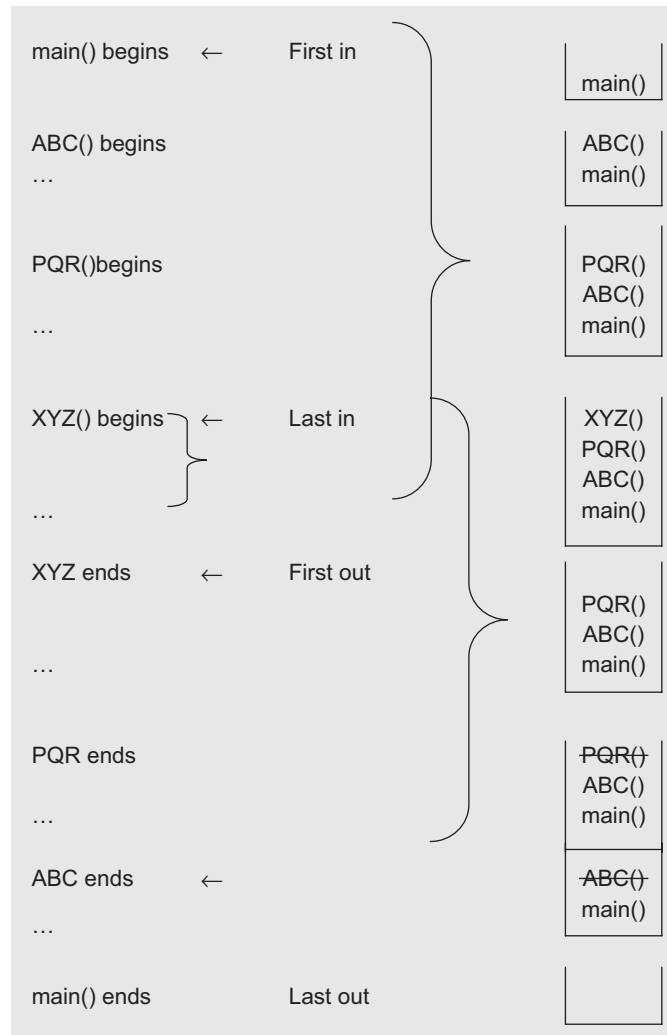 main() begins ← First in
main()
ABC() begins
ABC()
…
main()
PQR()begins
PQR()
ABC()
…
main()
XYZ() begins ← Last in
XYZ()
PQR()
ABC()
…
main()
XYZ ends ← First out
PQR()
ABC()
…
main()
PQR ends
PQR()
ABC()
…
main()
ABC ends ←
ABC()
…
main()
main() ends Last out